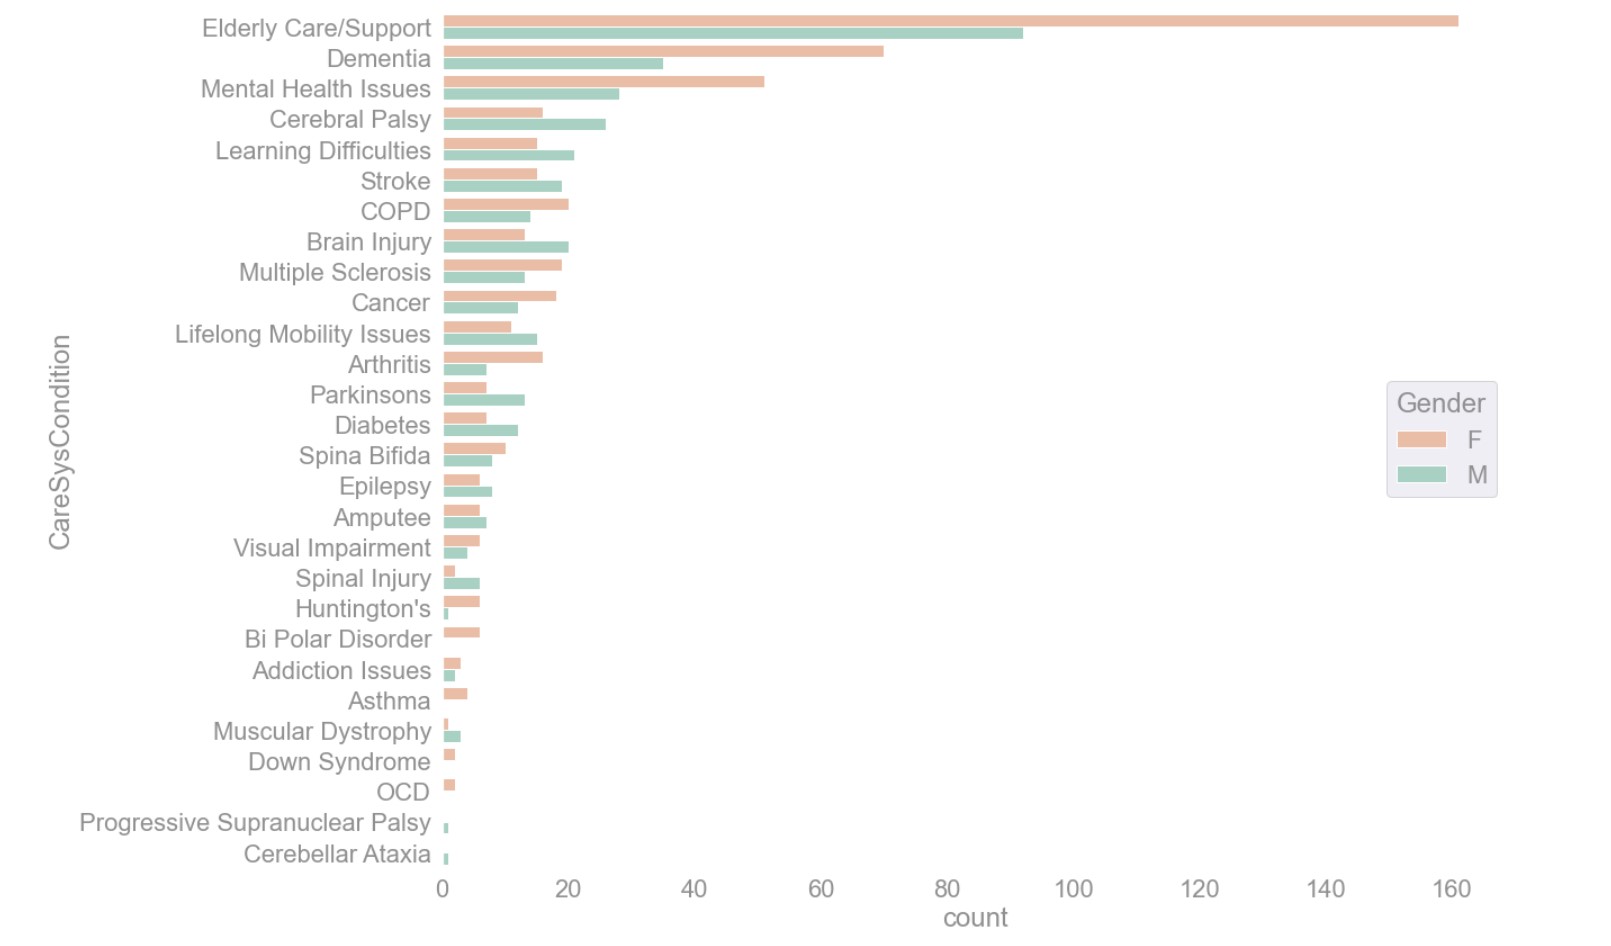 Elderly Care/Support
Dementia
Mental Health Issues
Cerebral Palsy
Learning Difficulties
Stroke
COPD
Brain Injury
Multiple Sclerosis
Cancer
Lifelong Mobility Issues
Arthritis
Parkinsons
Diabetes
Spina Bifida
Epilepsy
Amputee
Visual Impairment
Spinal Injury
Huntington's
Bi Polar Disorder
Addiction Issues
Asthma
Muscular Dystrophy
Down Syndrome
OCD
Progressive Supranuclear Palsy
Cerebellar Ataxia
CareSysCondition
0 20 40 60 80 100 120 140 160
count
Gender
F
M